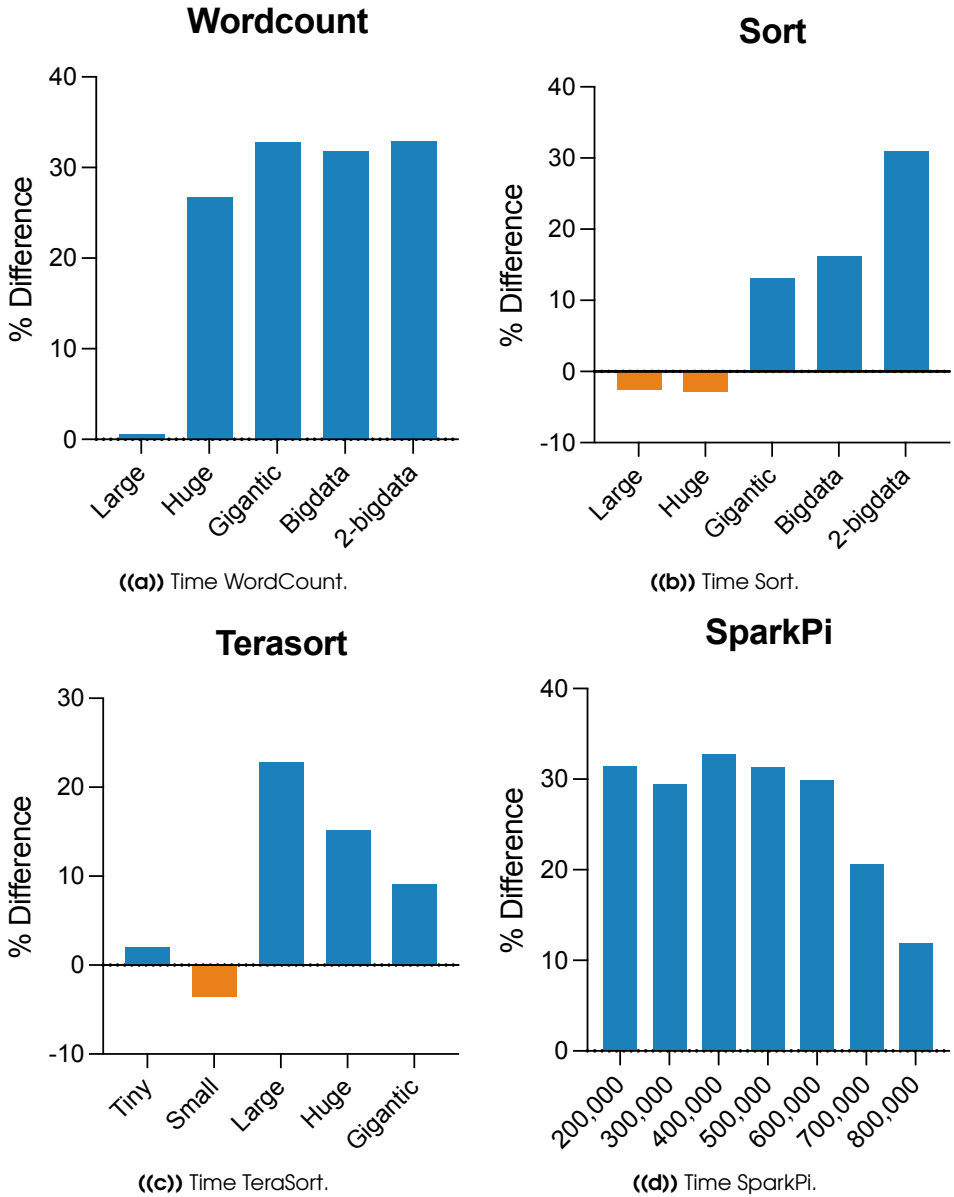 Wordcount
40
30
20
10
0
% Difference
Large
Huge
Gigantic
Bigdata
2-bigdata
((a)) Time WordCount.
Sort
40
30
20
10
0
-10
% Difference
Large
Huge
Gigantic
Bigdata
2-bigdata
((b)) Time Sort.
Terasort
30
20
10
0
-10
% Difference
Tiny
Small
Large
Huge
Gigantic
((c)) Time TeraSort.
SparkPi
40
30
20
10
0
% Difference
200,000
300,000
400,000
500,000
600,000
700,000
800,000
((d)) Time SparkPi.